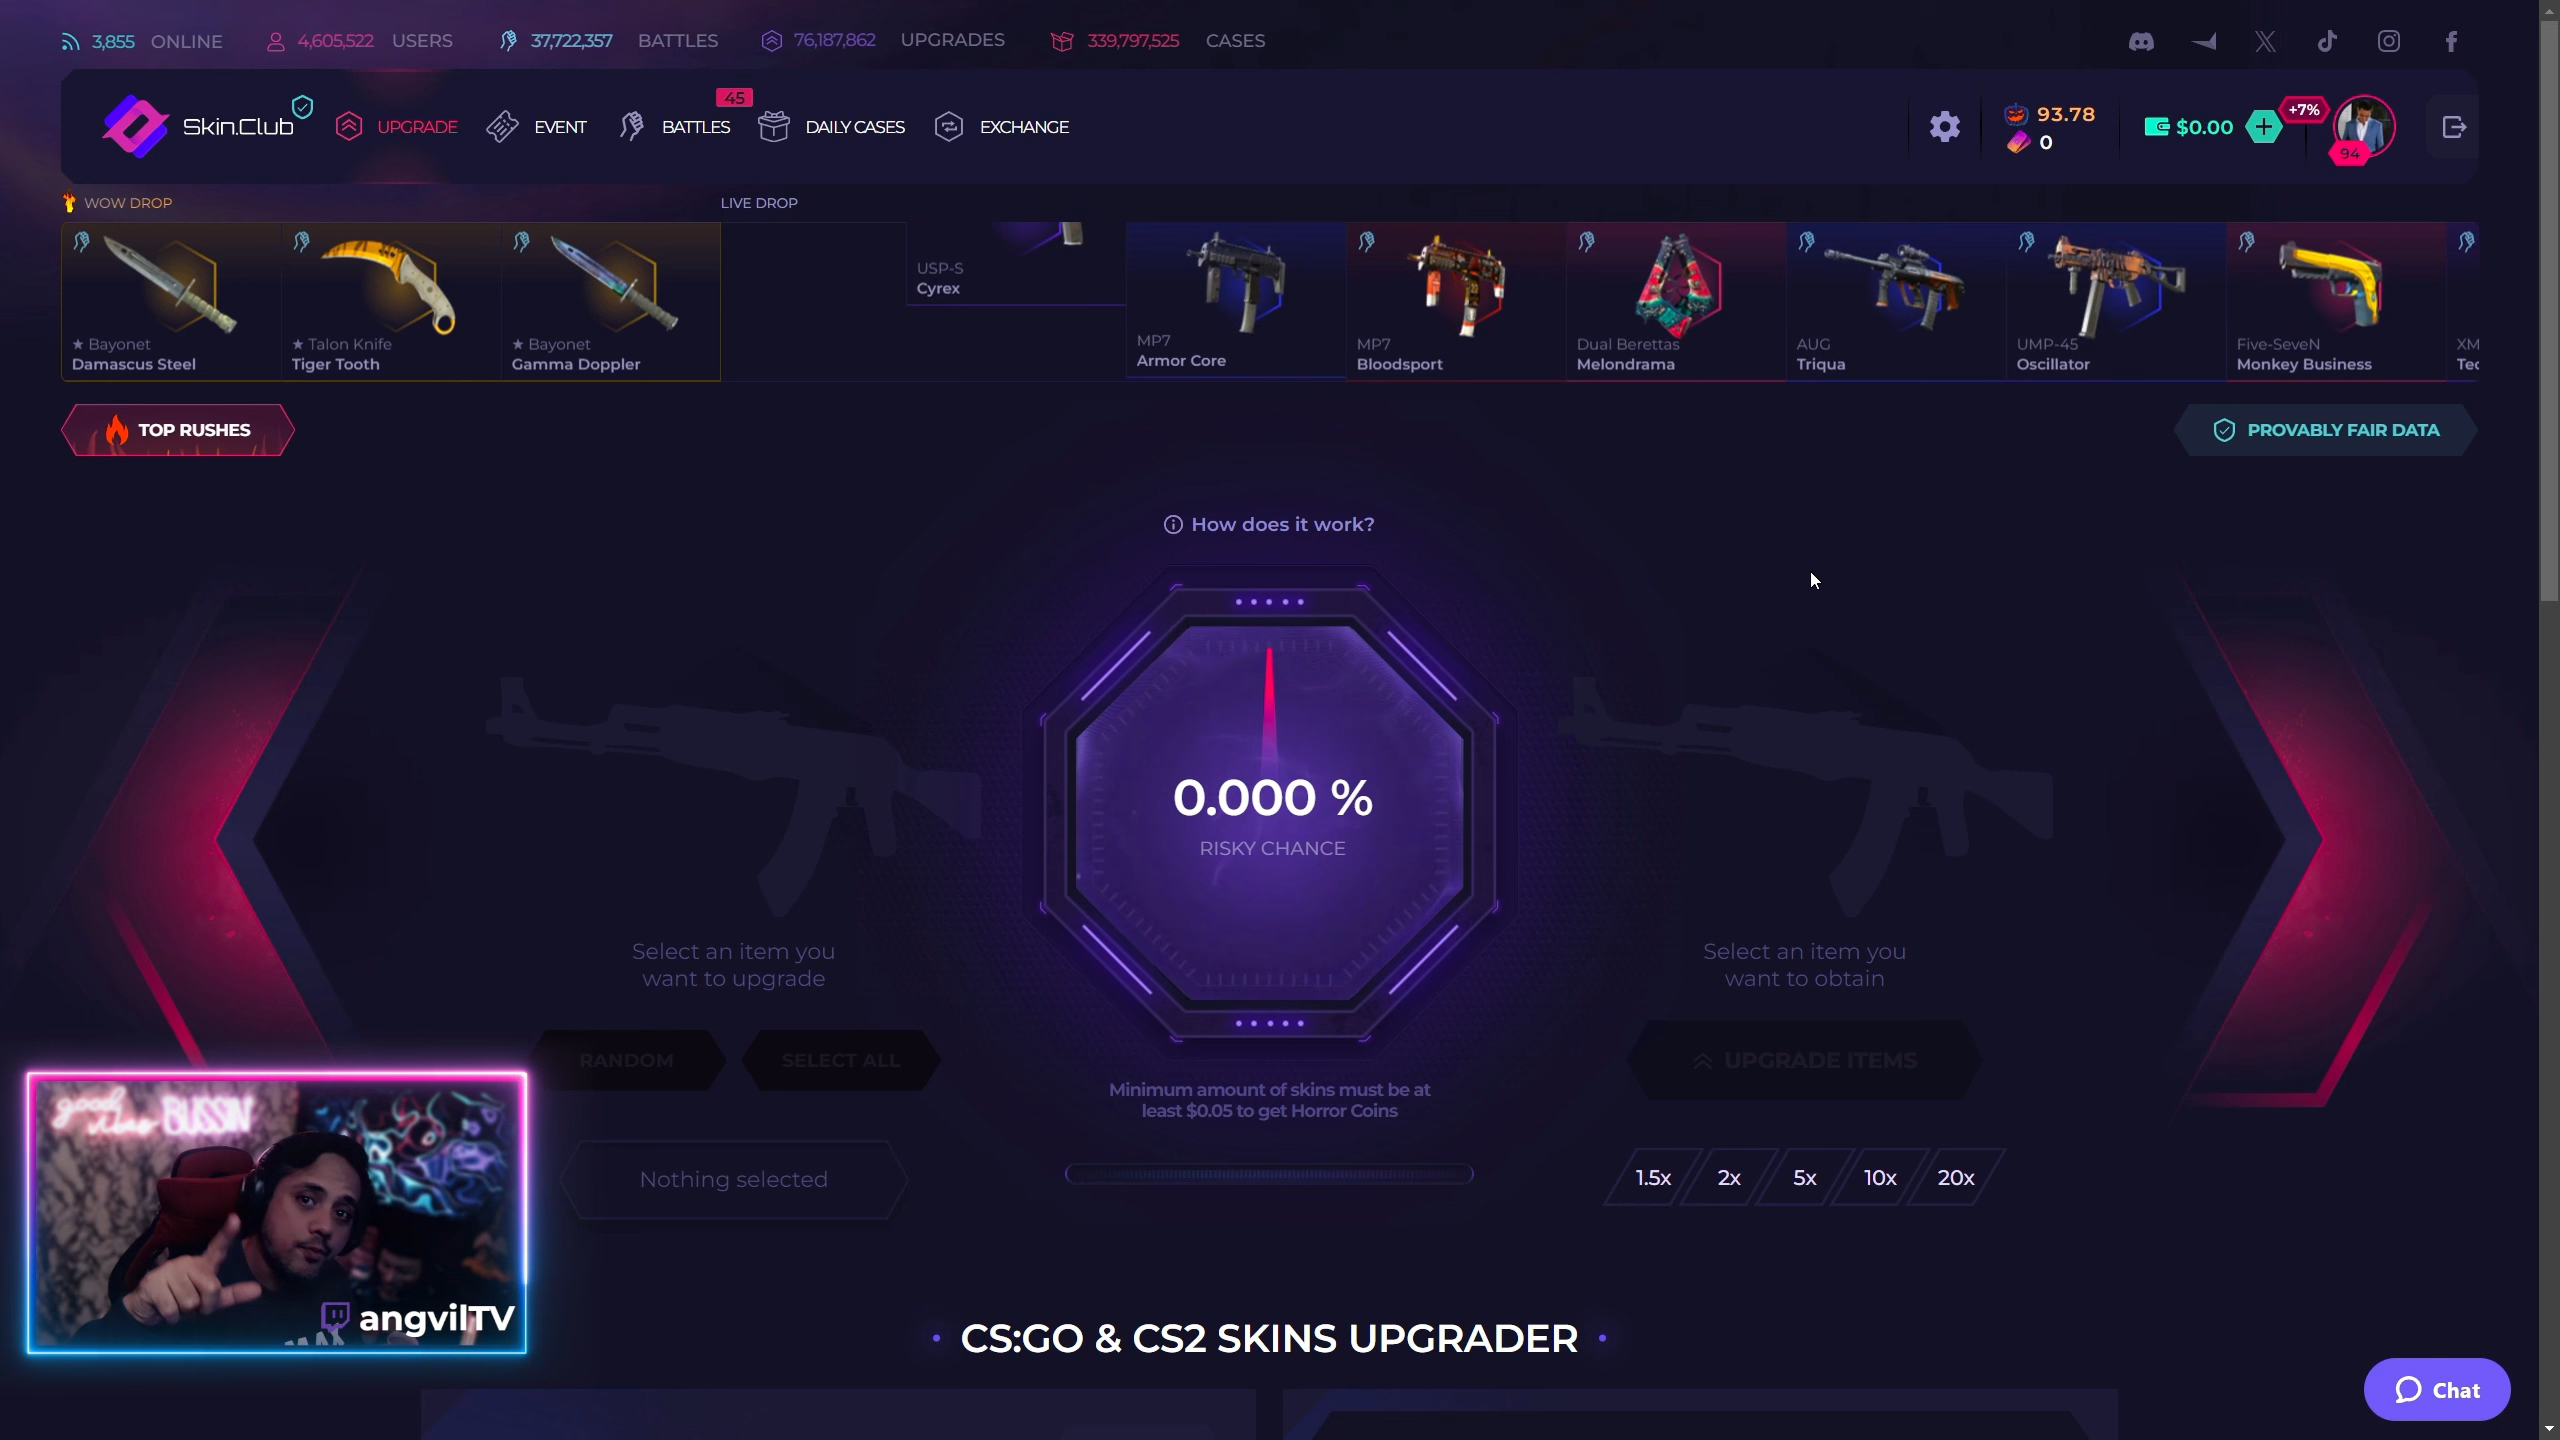 3,855 ONLINE 4,605,522 USERS 37,722,357 BATTLES 76,187,862 UPGRADES 339,797,525 CASES
Skin.Club UPGRADE EVENT BATTLES 45 DAILY CASES EXCHANGE
93.78
0
$0.00
+7%
94
WOW DROP
LIVE DROP
★ Bayonet
Damascus Steel
★ Talon Knife
Tiger Tooth
★ Bayonet
Gamma Doppler
USP-S
Cyrex
MP7
Armor Core
MP7
Bloodsport
Dual Berettas
Melondrama
AUG
Triqua
UMP-45
Oscillator
Five-SeveN
Monkey Business
XM
Tec
TOP RUSHES
PROVABLY FAIR DATA
How does it work?
0.000 %
RISKY CHANCE
Select an item you
want to upgrade
RANDOM
SELECT ALL
Nothing selected
Minimum amount of skins must be at
least $0.05 to get Horror Coins
Select an item you
want to obtain
UPGRADE ITEMS
1.5x 2x 5x 10x 20x
good
vibes
BUSSIN'
angvilTV
CS:GO & CS2 SKINS UPGRADER
Chat